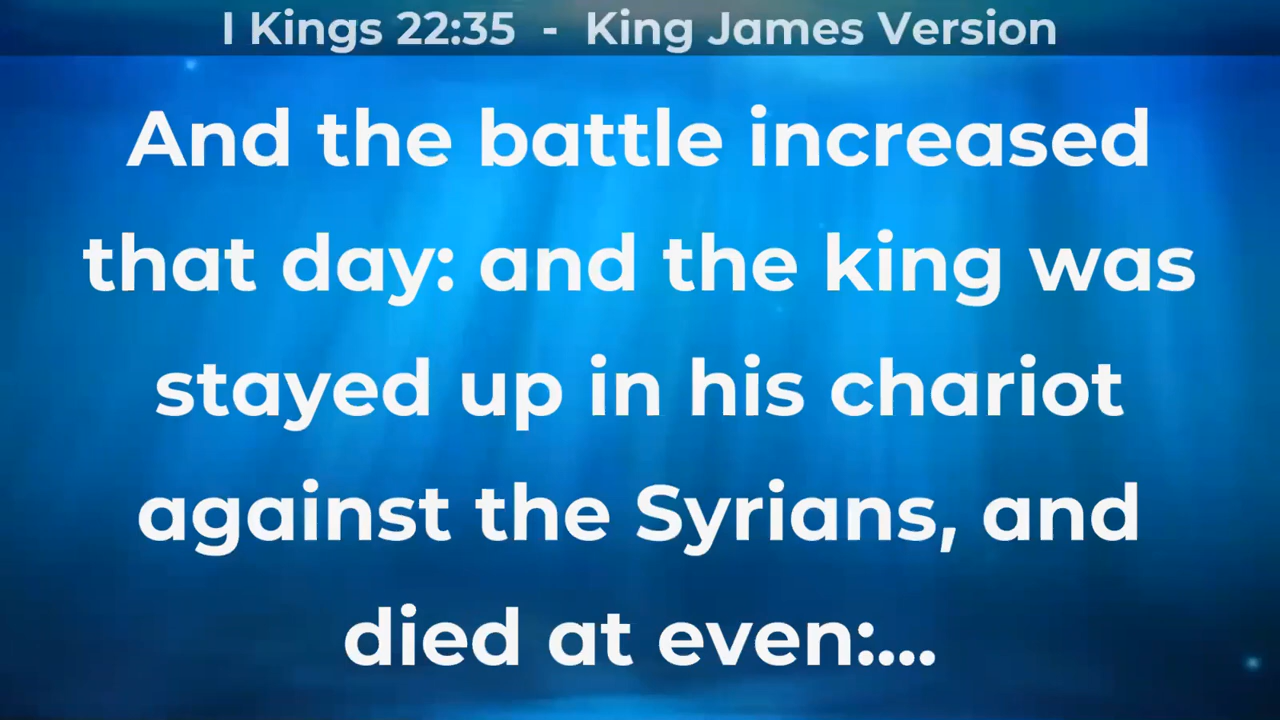 I Kings 22:35 - King James Version
And the battle increased
that day: and the king was
stayed up in his chariot
against the Syrians, and
died at even:...